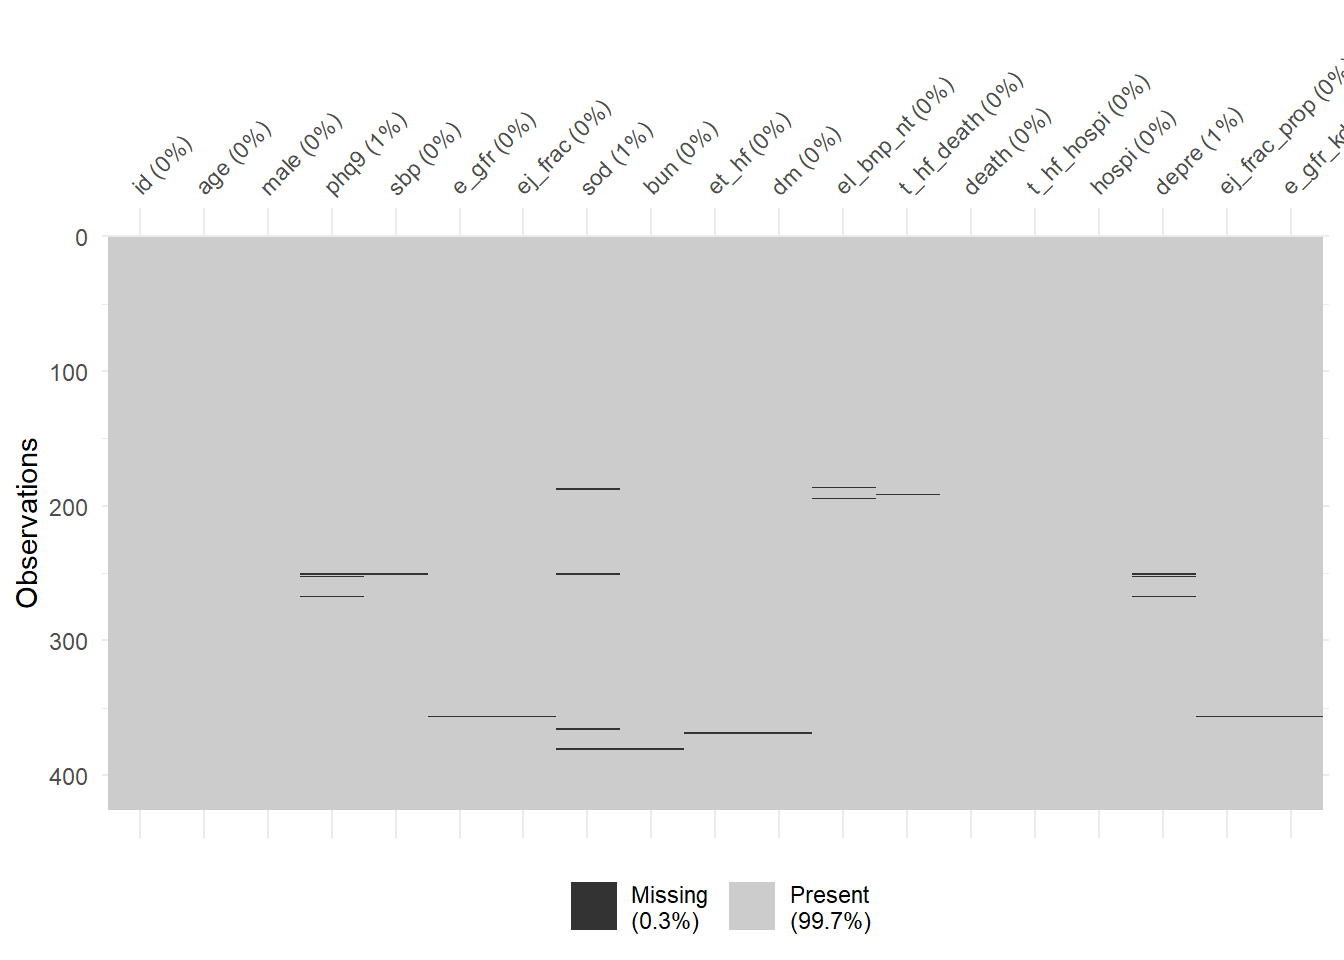 id (0%)
age (0%)
male (0%)
phq9 (1%)
sbp (0%)
e_gfr (0%)
ej_frac (0%)
sod (1%)
bun (0%)
et_hf (0%)
dm (0%)
el_bnp_nt (0%)
t_hf_death (0%)
death (0%)
t_hf_hospi (0%)
hospi (0%)
depre (1%)
ej_frac_prop (0%
e_gfr_k
0
100
200
300
400
Observations
Missing
(0.3%)
Present
(99.7%)